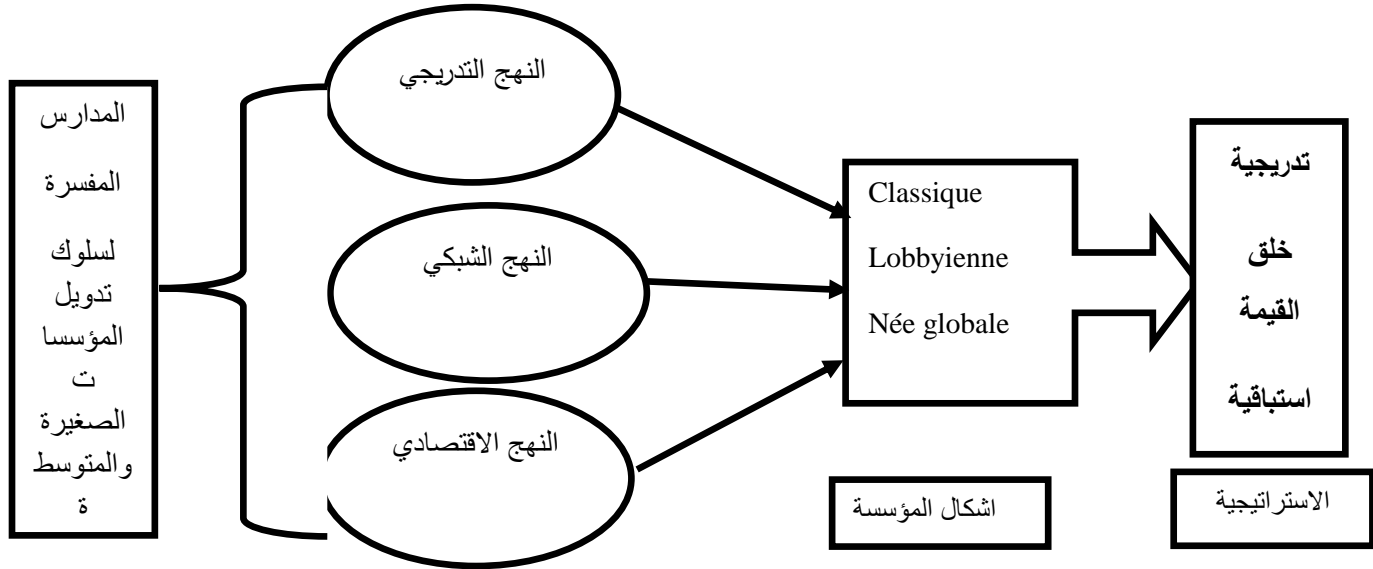 المدارس
المفسرة
لسلوك
تدويل
المؤسسا
ت
الصغيرة
والمتوسط
ة
النهج التدريجي
النهج الشبكي
النهج الاقتصادي
Classique
Lobbyienne
Née globale
اشكال المؤسسة
تدريجية
خلق
القيمة
استباقية
الاستراتيجية